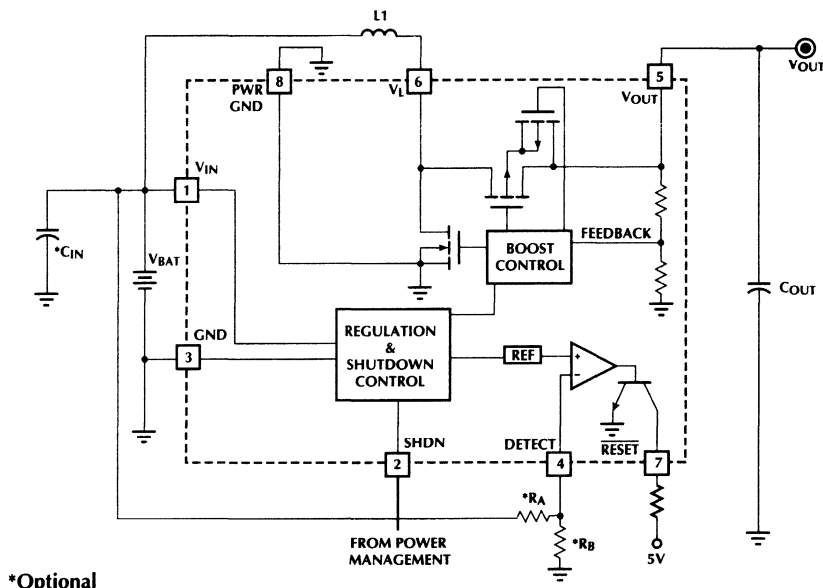 L1
8
PWR
GND
6
VL
5
VOUT
VOUT
VIN
1
*CIN
VBAT
FEEDBACK
BOOST
CONTROL
COUT
GND
3
REGULATION
&
SHUTDOWN
CONTROL
REF
+
−
SHDN
2
DETECT
4
RESET
7
*RA
*RB
FROM POWER
MANAGEMENT
5V
*Optional